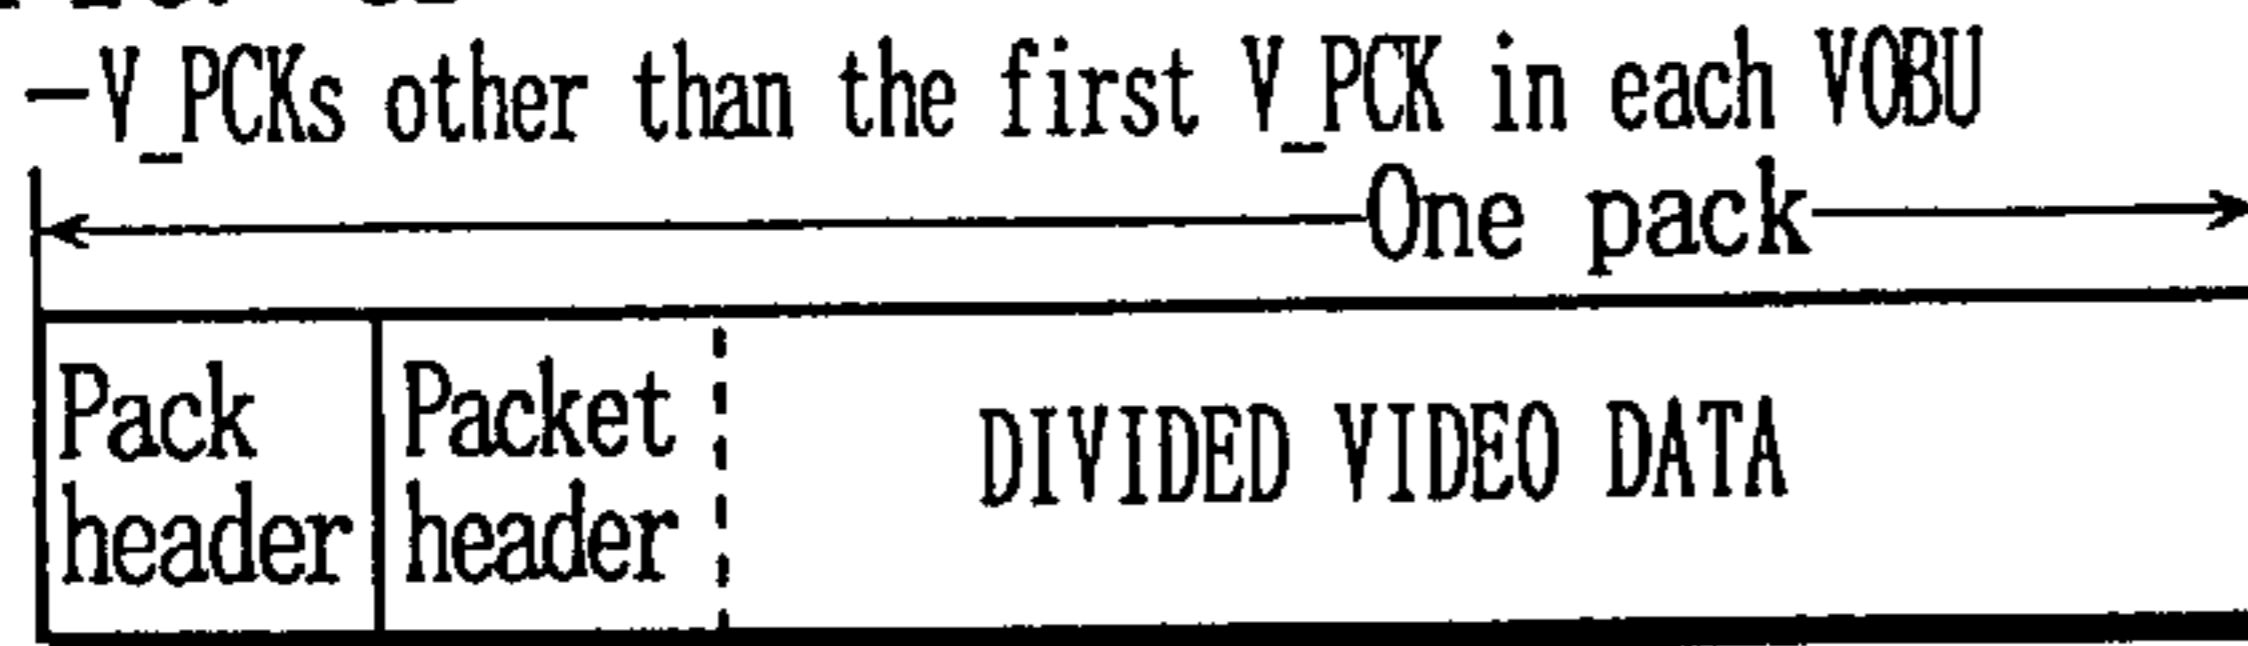 -V_PCKs other than the first V_PCK in each VOBU
One pack
Pack header
Packet header
DIVIDED VIDEO DATA